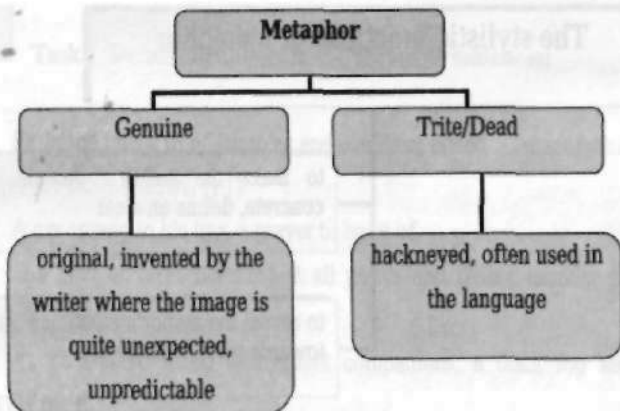 Metaphor
Genuine
Trite/Dead
original, invented by the
writer where the image is
quite unexpected,
unpredictable
hackneyed, often used in
the language